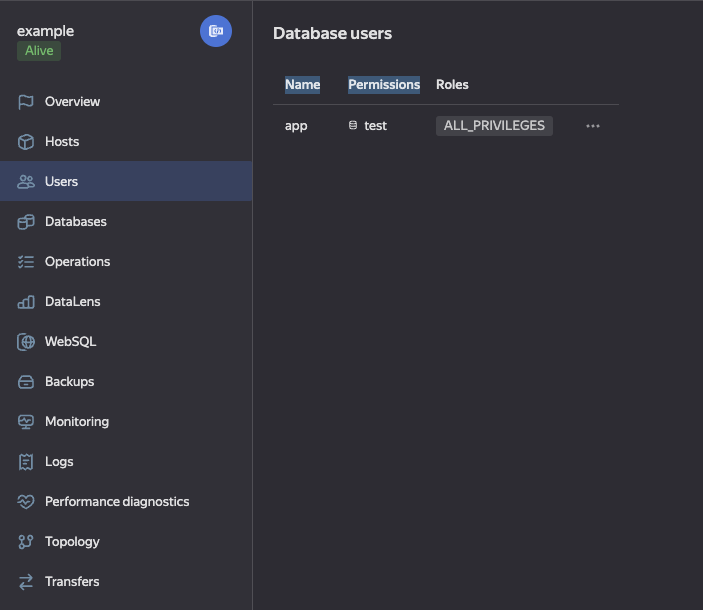 example
Alive
Overview
Hosts
Users
Databases
Operations
DataLens
WebSQL
Backups
Monitoring
Logs
Performance diagnostics
Topology
Transfers
Database users
Name Permissions Roles
app test ALL_PRIVILEGES